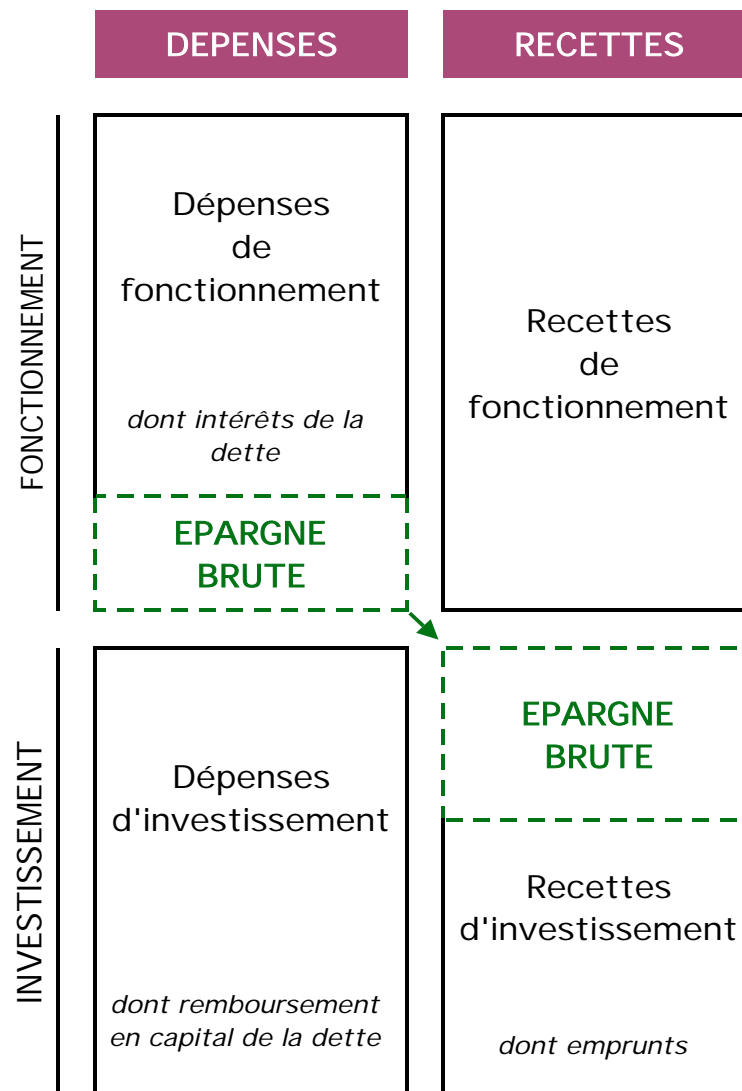 DEPENSES
RECETTES
FONCTIONNEMENT
Dépenses
de
fonctionnement
dont intérêts de la
dette
EPARGNE
BRUTE
Recettes
de
fonctionnement
INVESTISSEMENT
Dépenses
d'investissement
dont remboursement
en capital de la dette
EPARGNE
BRUTE
Recettes
d'investissement
dont emprunts